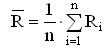 R̅ = 1/n · ∑_{i=1}^{n} R_i